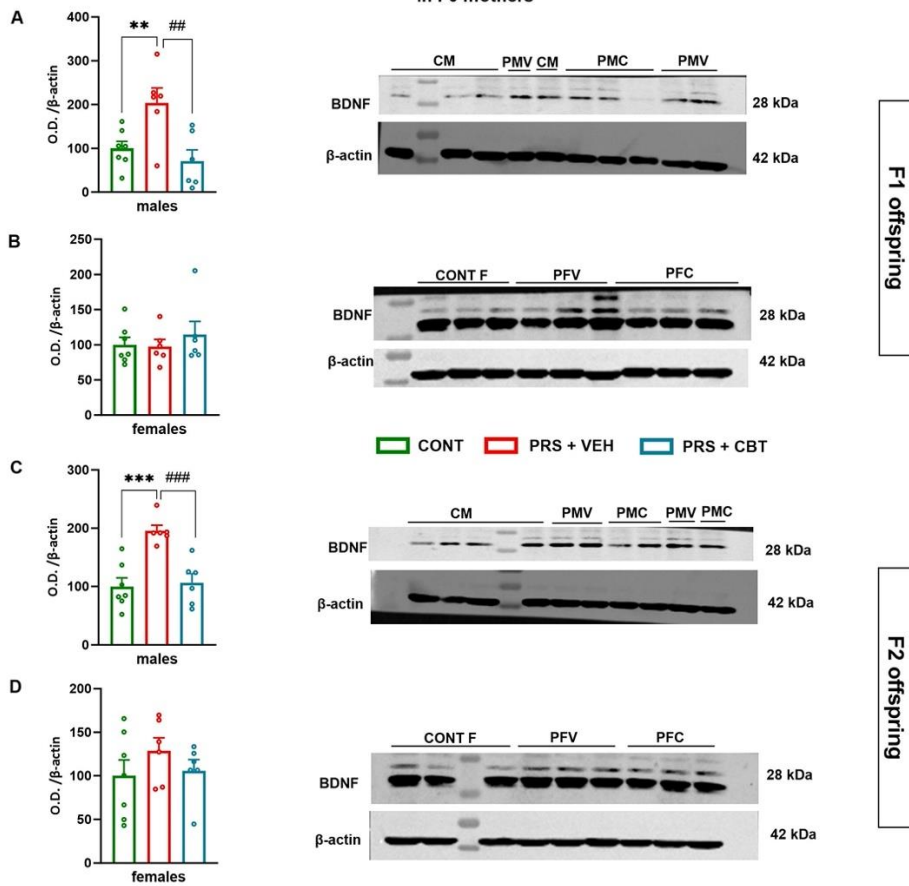 A
400
300
200
100
0
O.D. /β-actin
** ##
males
CM PMV CM PMC PMV
BDNF 28 kDa
β-actin 42 kDa
F1 offspring
B
250
200
150
100
50
0
O.D. /β-actin
females
CONT F PFV PFC
BDNF 28 kDa
β-actin 42 kDa
CONT PRS + VEH PRS + CBT
C
300
200
100
0
O.D. /β-actin
*** ###
males
CM PMV PMC PMV PMC
BDNF 28 kDa
β-actin 42 kDa
F2 offspring
D
200
150
100
50
0
O.D. /β-actin
females
CONT F PFV PFC
BDNF 28 kDa
β-actin 42 kDa